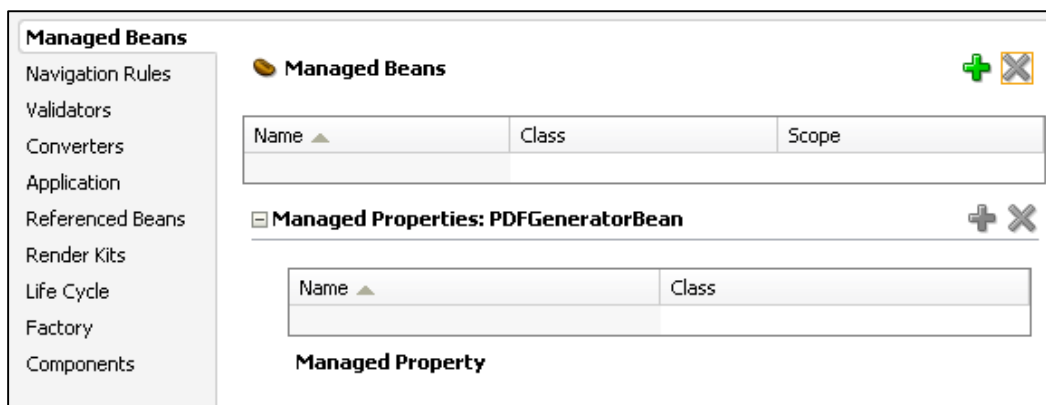 Managed Beans
Navigation Rules
Validators
Converters
Application
Referenced Beans
Render Kits
Life Cycle
Factory
Components
Managed Beans
Name Class Scope
Managed Properties: PDFGeneratorBean
Name Class
Managed Property